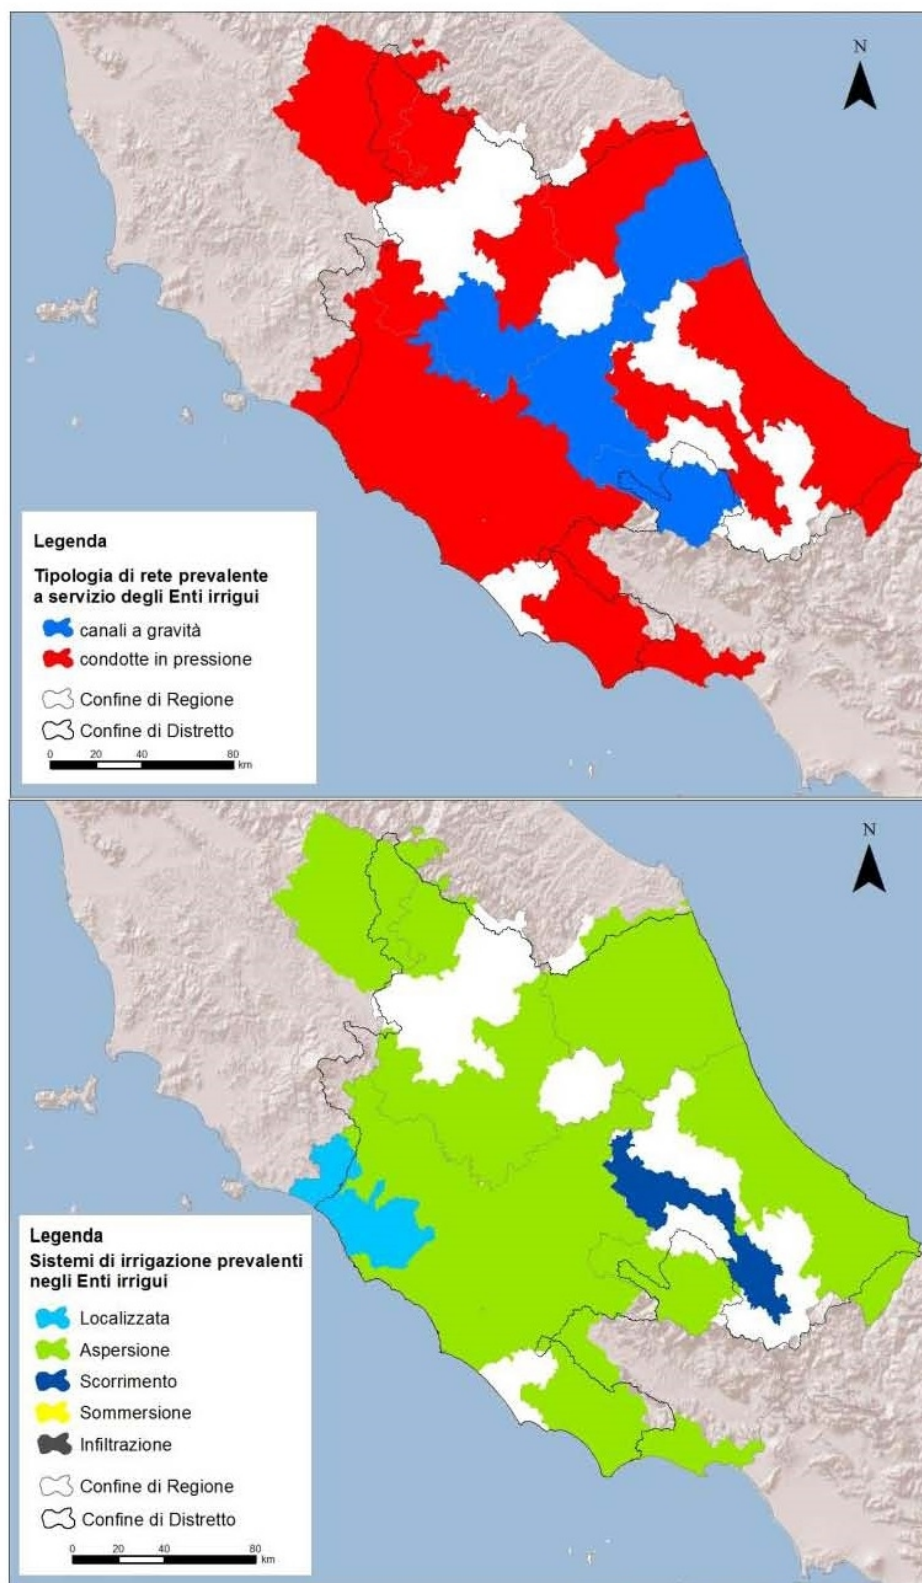 N
Legenda
Tipologia di rete prevalente
a servizio degli Enti irrigui
canali a gravità
condotte in pressione
Confine di Regione
Confine di Distretto
0 20 40 80
km
N
Legenda
Sistemi di irrigazione prevalenti
negli Enti irrigui
Localizzata
Aspersione
Scorrimento
Sommersione
Infiltrazione
Confine di Regione
Confine di Distretto
0 20 40 80
km